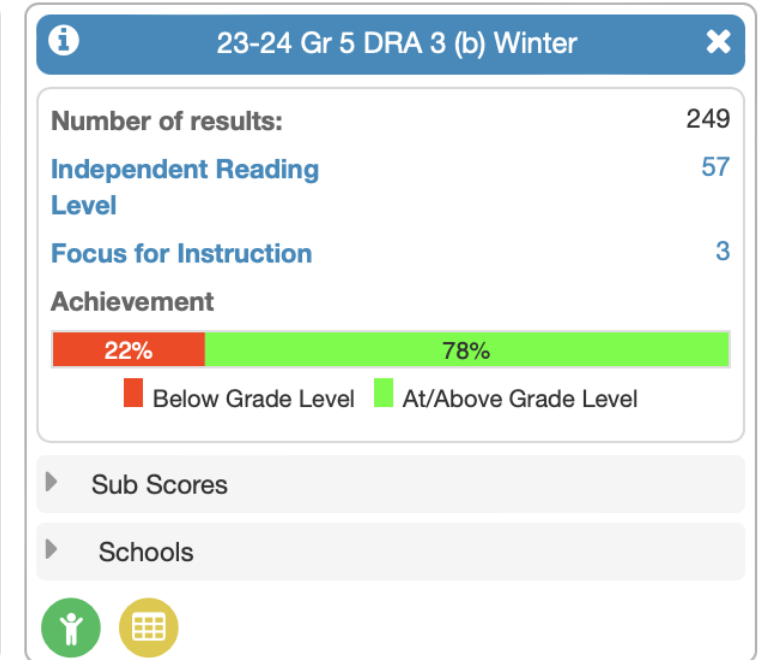 23-24 Gr 5 DRA 3 (b) Winter
Number of results: 249
Independent Reading 57
Level
Focus for Instruction 3
Achievement
22% 78%
Below Grade Level At/Above Grade Level
Sub Scores
Schools